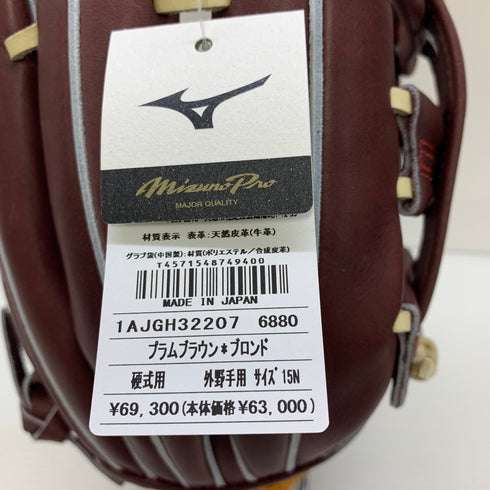 Mizuno Pro
MAJOR QUALITY
材質表示 表革:天然皮革(牛革)
グラブ袋(中国製):材質(ポリエステル/合成皮革)
T4571548749400
MADE IN JAPAN
1AJGH32207 6880
プラムブラウン*ブロンド
硬式用 外野手用 サイズ15N
¥69,300(本体価格¥63,000)